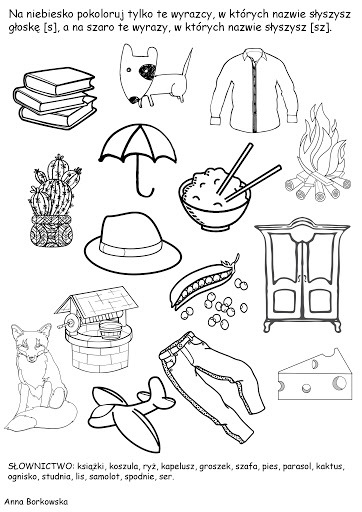 Na niebiesko pokoloruj tylko te wyrazcy, w których nazwie słyszysz
głoskę [s], a na szaro te wyrazy, w których nazwie słyszysz [sz].
SŁOWNICTWO: książki, koszula, ryż, kapelusz, groszek, szafa, pies, parasol, kaktus,
ognisko, studnia, lis, samolot, spodnie, ser.
Anna Borkowska